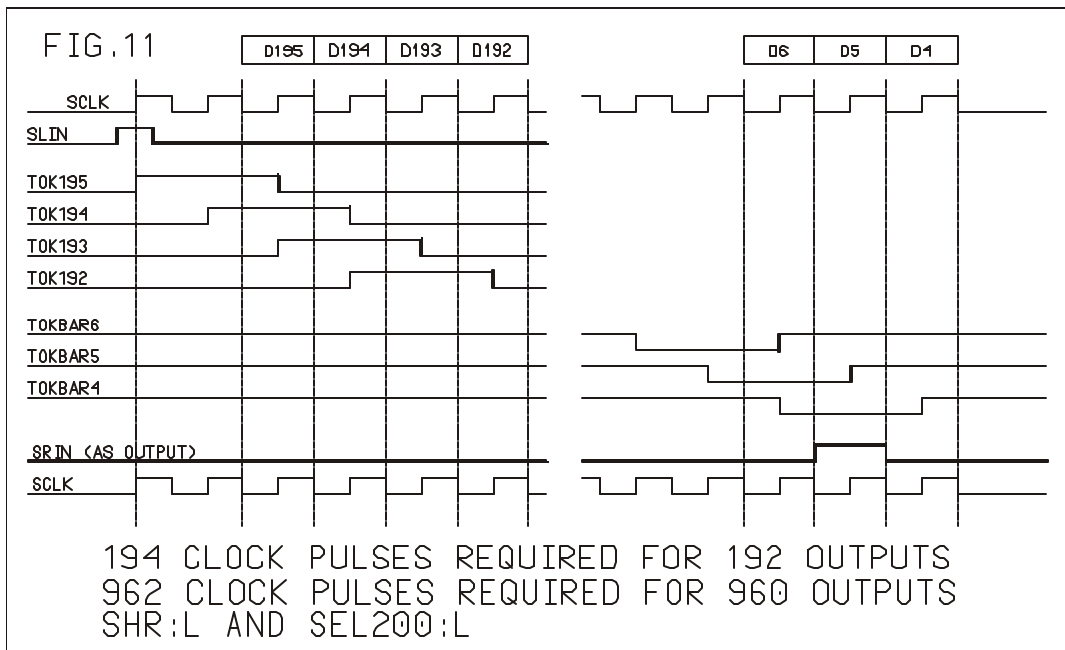 FIG.11
D195 D194 D193 D192 D6 D5 D4
SCLK
SLIN
TOK195
TOK194
TOK193
TOK192
TOKBAR6
TOKBAR5
TOKBAR4
SRIN (AS OUTPUT)
SCLK
194 CLOCK PULSES REQUIRED FOR 192 OUTPUTS
962 CLOCK PULSES REQUIRED FOR 960 OUTPUTS
SHR:L AND SEL200:L